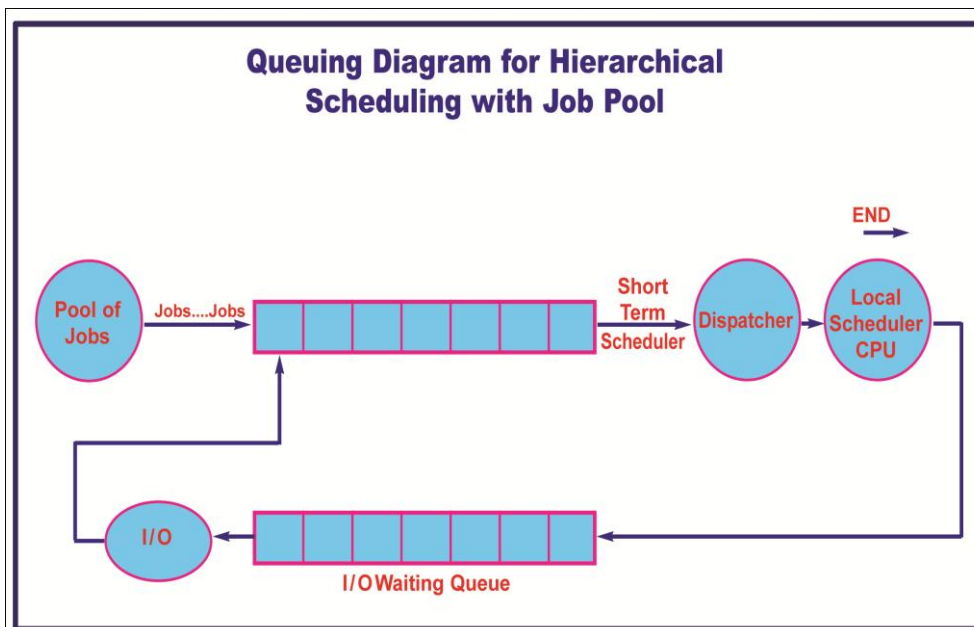 Queuing Diagram for Hierarchical
Scheduling with Job Pool
END
Pool of
Jobs
Jobs....Jobs
Short
Term
Scheduler
Dispatcher
Local
Scheduler
CPU
I/O
I/O Waiting Queue